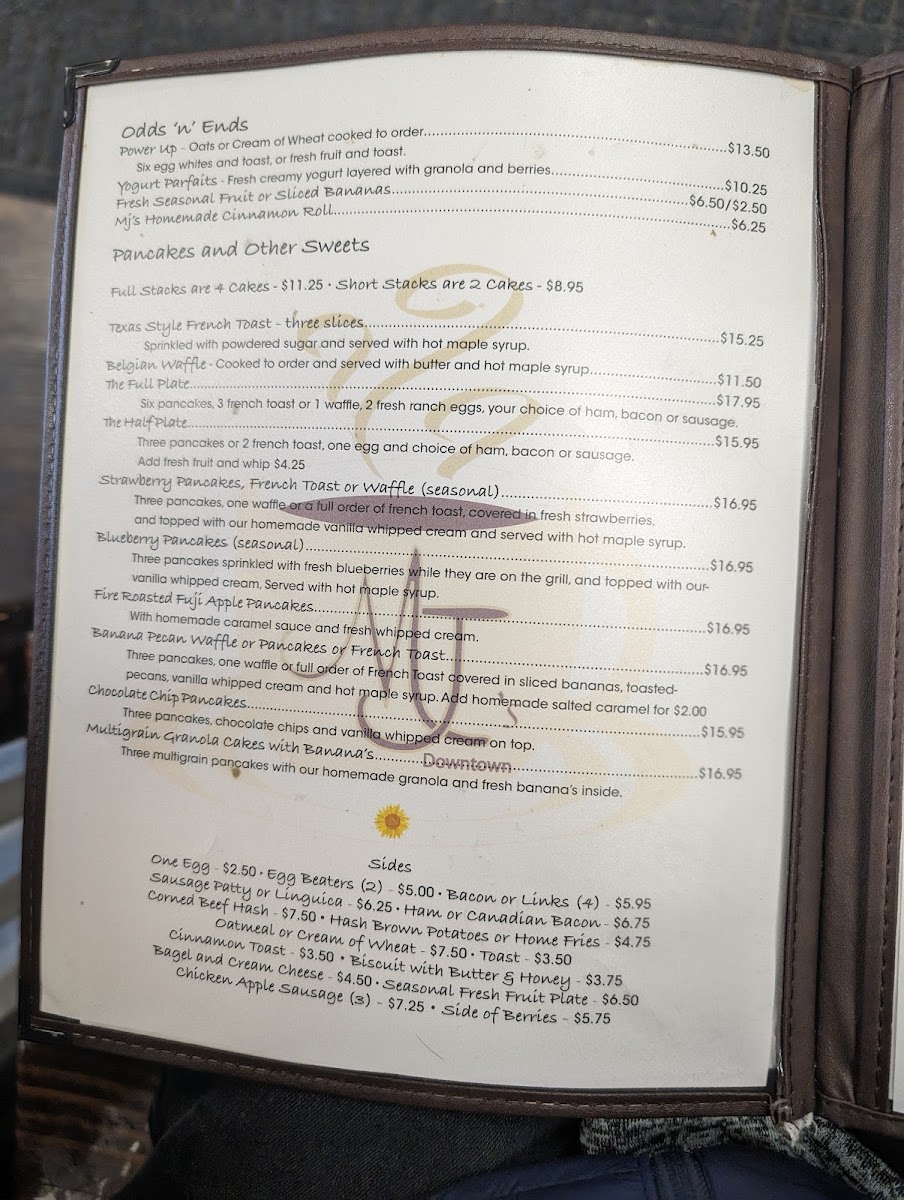 Odds 'n' Ends
Power Up - Oats or Cream of Wheat cooked to order..........$13.50
Six egg whites and toast, or fresh fruit and toast.
Yogurt Parfaits - Fresh creamy yogurt layered with granola and berries..........$10.25
Fresh Seasonal Fruit or Sliced Bananas..........$6.50/$2.50
Mj's Homemade Cinnamon Roll..........$6.25
Pancakes and Other Sweets
Full Stacks are 4 Cakes - $11.25 • Short Stacks are 2 Cakes - $8.95
Texas Style French Toast - three slices..........$15.25
Sprinkled with powdered sugar and served with hot maple syrup.
Belgian Waffle - Cooked to order and served with butter and hot maple syrup..........$11.50
The Full Plate..........$17.95
Six pancakes, 3 french toast or 1 waffle, 2 fresh ranch eggs, your choice of ham, bacon or sausage.
The Half Plate..........$15.95
Three pancakes or 2 french toast, one egg and choice of ham, bacon or sausage.
Add fresh fruit and whip $4.25
Strawberry Pancakes, French Toast or Waffle (seasonal)..........$16.95
Three pancakes, one waffle or a full order of french toast, covered in fresh strawberries,
and topped with our homemade vanilla whipped cream and served with hot maple syrup.
Blueberry Pancakes (seasonal)..........$16.95
Three pancakes sprinkled with fresh blueberries while they are on the grill, and topped with our-
vanilla whipped cream. Served with hot maple syrup.
Fire Roasted Fuji Apple Pancakes..........$16.95
With homemade caramel sauce and fresh whipped cream.
Banana Pecan Waffle or Pancakes or French Toast..........$16.95
Three pancakes, one waffle or full order of French Toast covered in sliced bananas, toasted-
pecans, vanilla whipped cream and hot maple syrup. Add homemade salted caramel for $2.00
Chocolate Chip Pancakes..........$15.95
Three pancakes, chocolate chips and vanilla whipped cream on top.
Multigrain Granola Cakes with Banana's..........$16.95
Three multigrain pancakes with our homemade granola and fresh banana's inside.
MJ's
Downtown
Sides
One Egg - $2.50 • Egg Beaters (2) - $5.00 • Bacon or Links (4) - $5.95
Sausage Patty or Linguica - $6.25 • Ham or Canadian Bacon - $6.75
Corned Beef Hash - $7.50 • Hash Brown Potatoes or Home Fries - $4.75
Oatmeal or Cream of Wheat - $7.50 • Toast - $3.50
Cinnamon Toast - $3.50 • Biscuit with Butter & Honey - $3.75
Bagel and Cream Cheese - $4.50 • Seasonal Fresh Fruit Plate - $6.50
Chicken Apple Sausage (3) - $7.25 • Side of Berries - $5.75